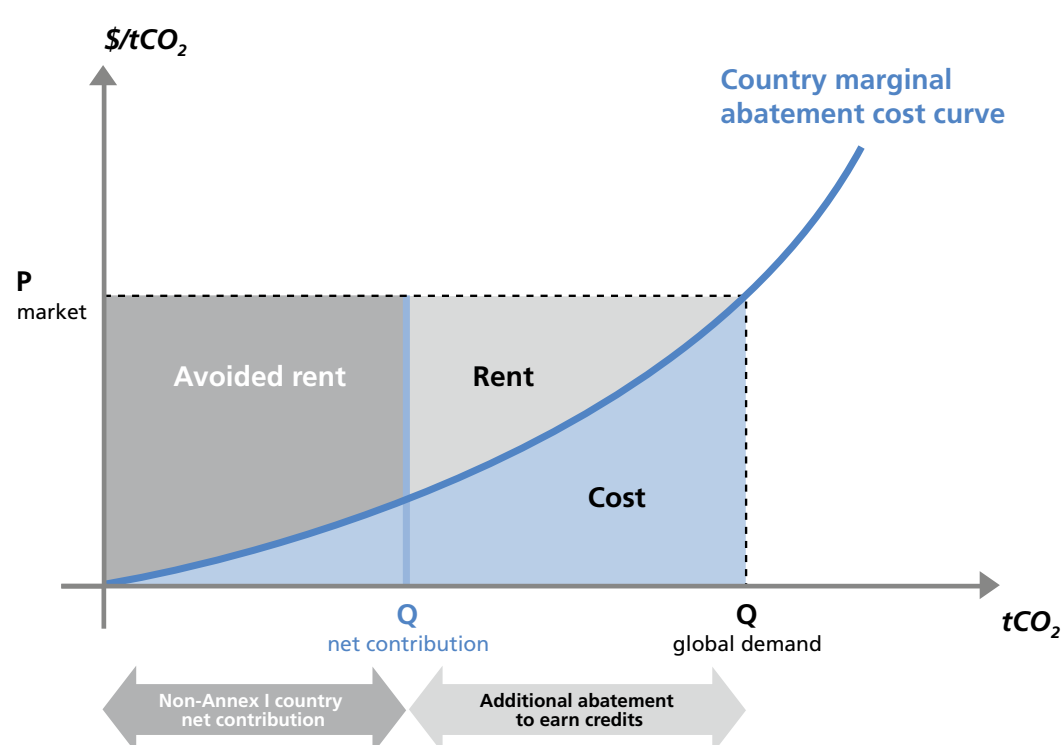 $/tCO₂
Country marginal
abatement cost curve
P
market
Avoided rent
Rent
Cost
Q
net contribution
Q
global demand
tCO₂
Non-Annex I country
net contribution
Additional abatement
to earn credits